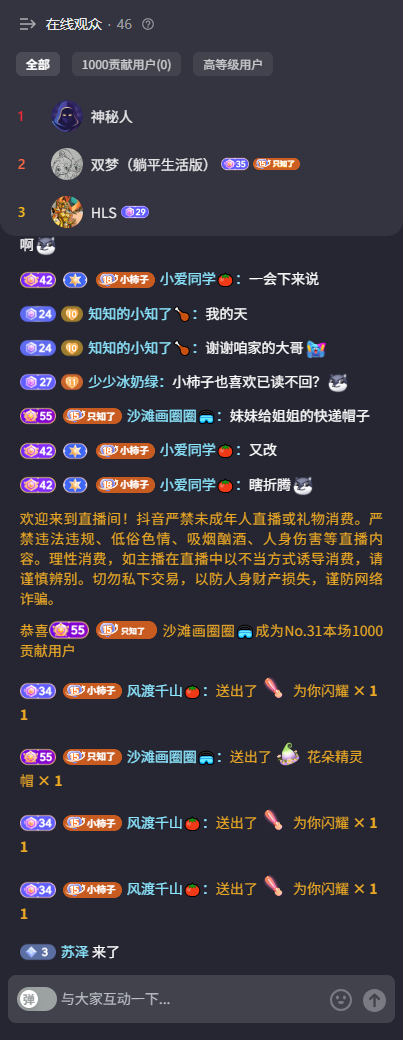 在线观众 · 46
全部 1000贡献用户(0) 高等级用户
1 神秘人
2 双梦（躺平生活版） 35 15 只知了
3 HLS 29
啊
42 18 小柿子 小爱同学：一会下来说
24 10 知知的小知了：我的天
24 10 知知的小知了：谢谢咱家的大哥
27 11 少少冰奶绿：小柿子也喜欢已读不回？
55 15 只知了 沙滩画圈圈：妹妹给姐姐的快递帽子
42 18 小柿子 小爱同学：又改
42 18 小柿子 小爱同学：瞎折腾
欢迎来到直播间！抖音严禁未成年人直播或礼物消费。严
禁违法违规、低俗色情、吸烟酗酒、人身伤害等直播内
容。理性消费，如主播在直播中以不当方式诱导消费，请
谨慎辨别。切勿私下交易，以防人身财产损失，谨防网络
诈骗。
恭喜 55 15 只知了 沙滩画圈圈成为No.31本场1000
贡献用户
34 15 小柿子 风渡千山：送出了 为你闪耀 × 1
1
55 15 只知了 沙滩画圈圈：送出了 花朵精灵
帽 × 1
34 15 小柿子 风渡千山：送出了 为你闪耀 × 1
1
34 15 小柿子 风渡千山：送出了 为你闪耀 × 1
1
3 苏泽 来了
弹 与大家互动一下...